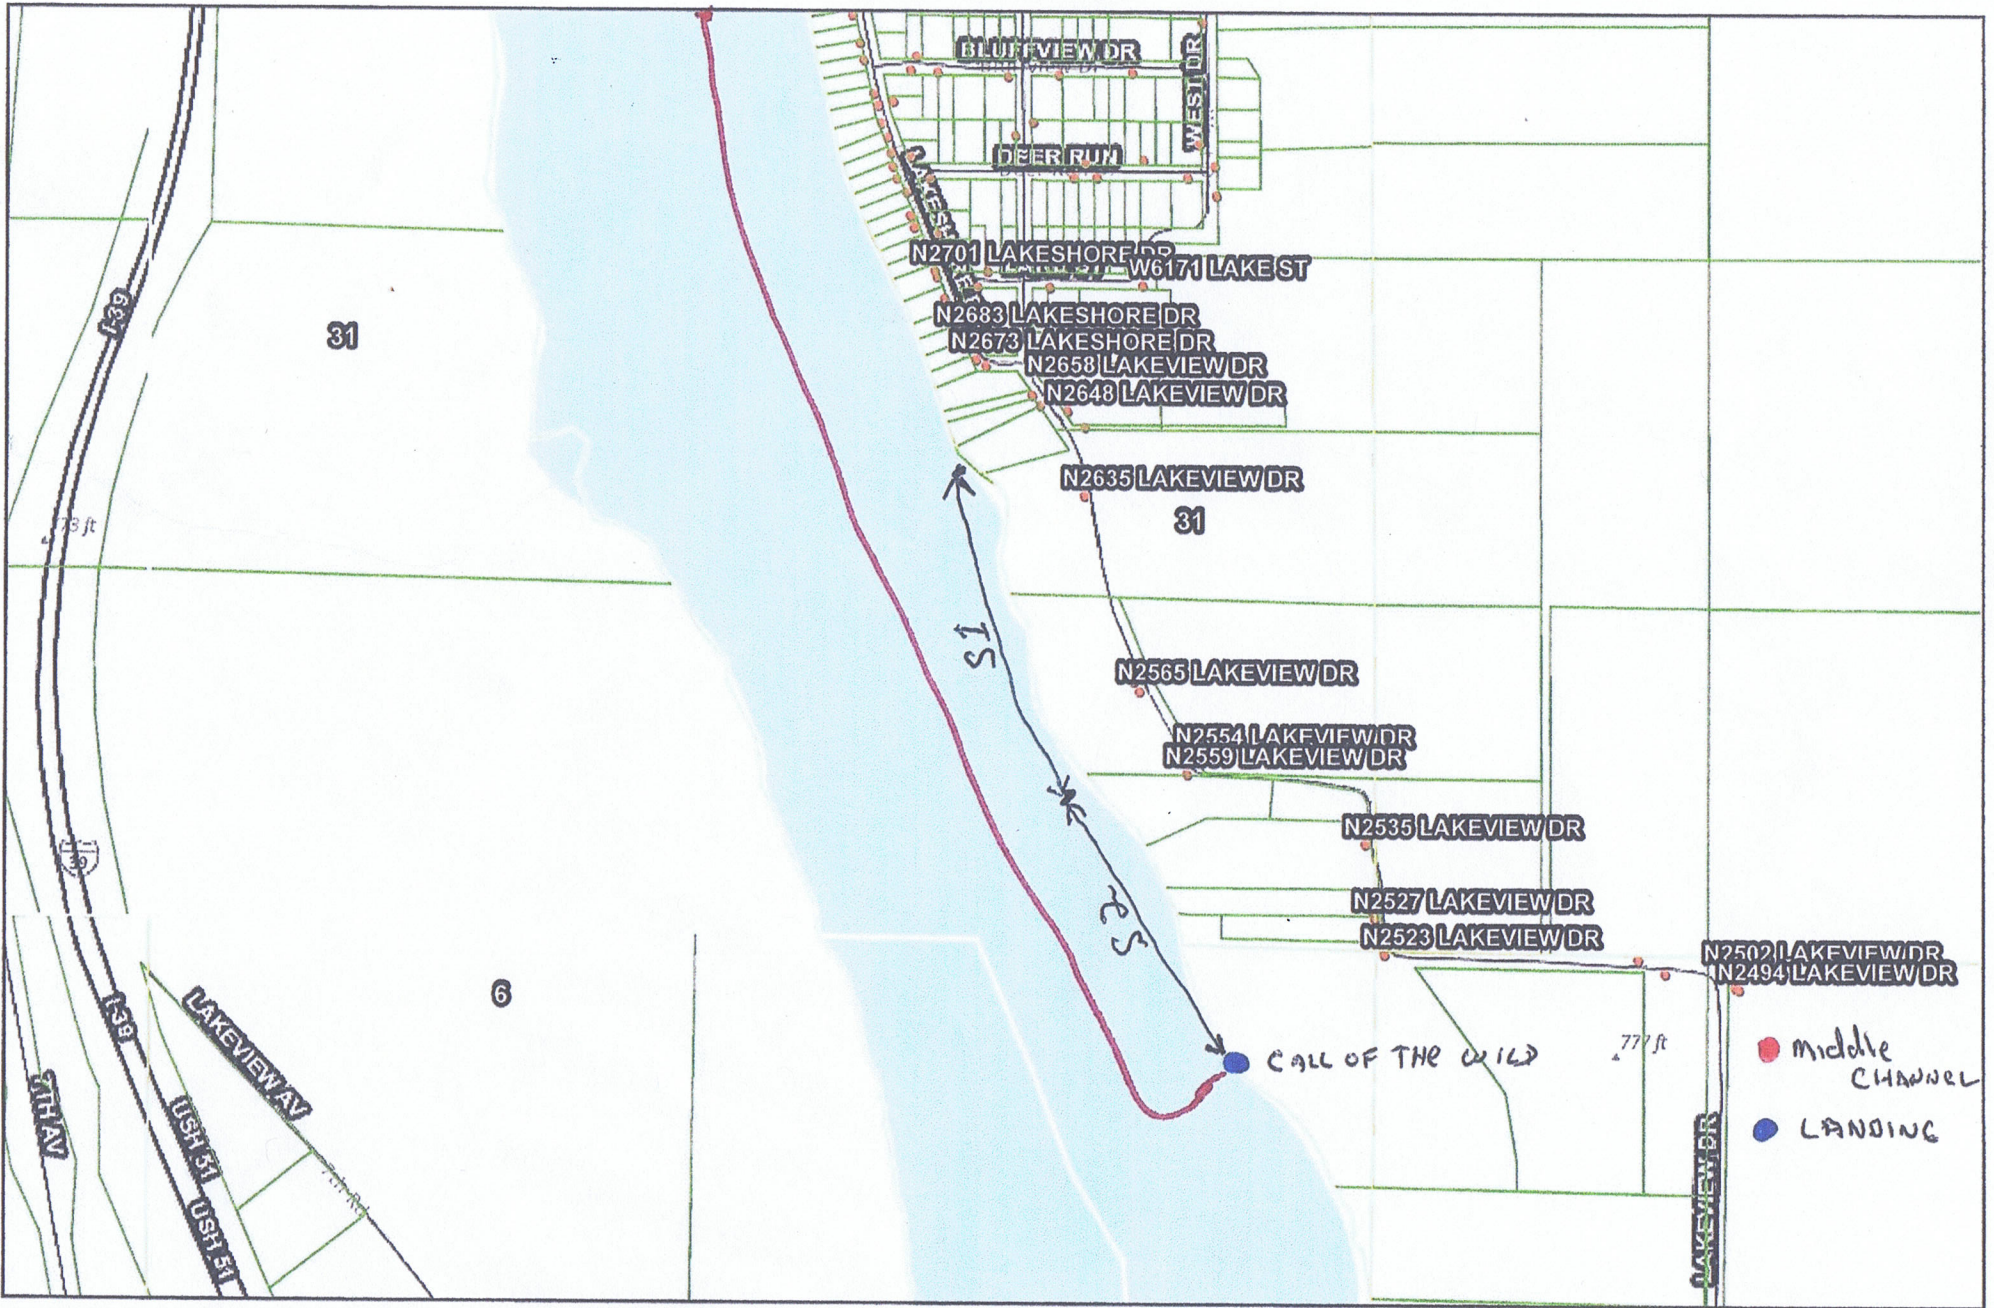 BLUFFVIEW DR
WEST DR
DEER RUN
N2701 LAKESHORE DR
W6171 LAKE ST
I-39
31
N2683 LAKESHORE DR
N2673 LAKESHORE DR
N2658 LAKEVIEW DR
N2648 LAKEVIEW DR
N2635 LAKEVIEW DR
31
N2565 LAKEVIEW DR
N2554 LAKEVIEW DR
N2559 LAKEVIEW DR
N2535 LAKEVIEW DR
39
N2527 LAKEVIEW DR
N2523 LAKEVIEW DR
N2502 LAKEVIEW DR
N2494 LAKEVIEW DR
6
I-39
LAKEVIEW AV
777 ft
CALL OF THE WILD
MIDDLE
CHANNEL
LANDING
USH 51
USH 51
7th Rd
LAKEVIEW DR